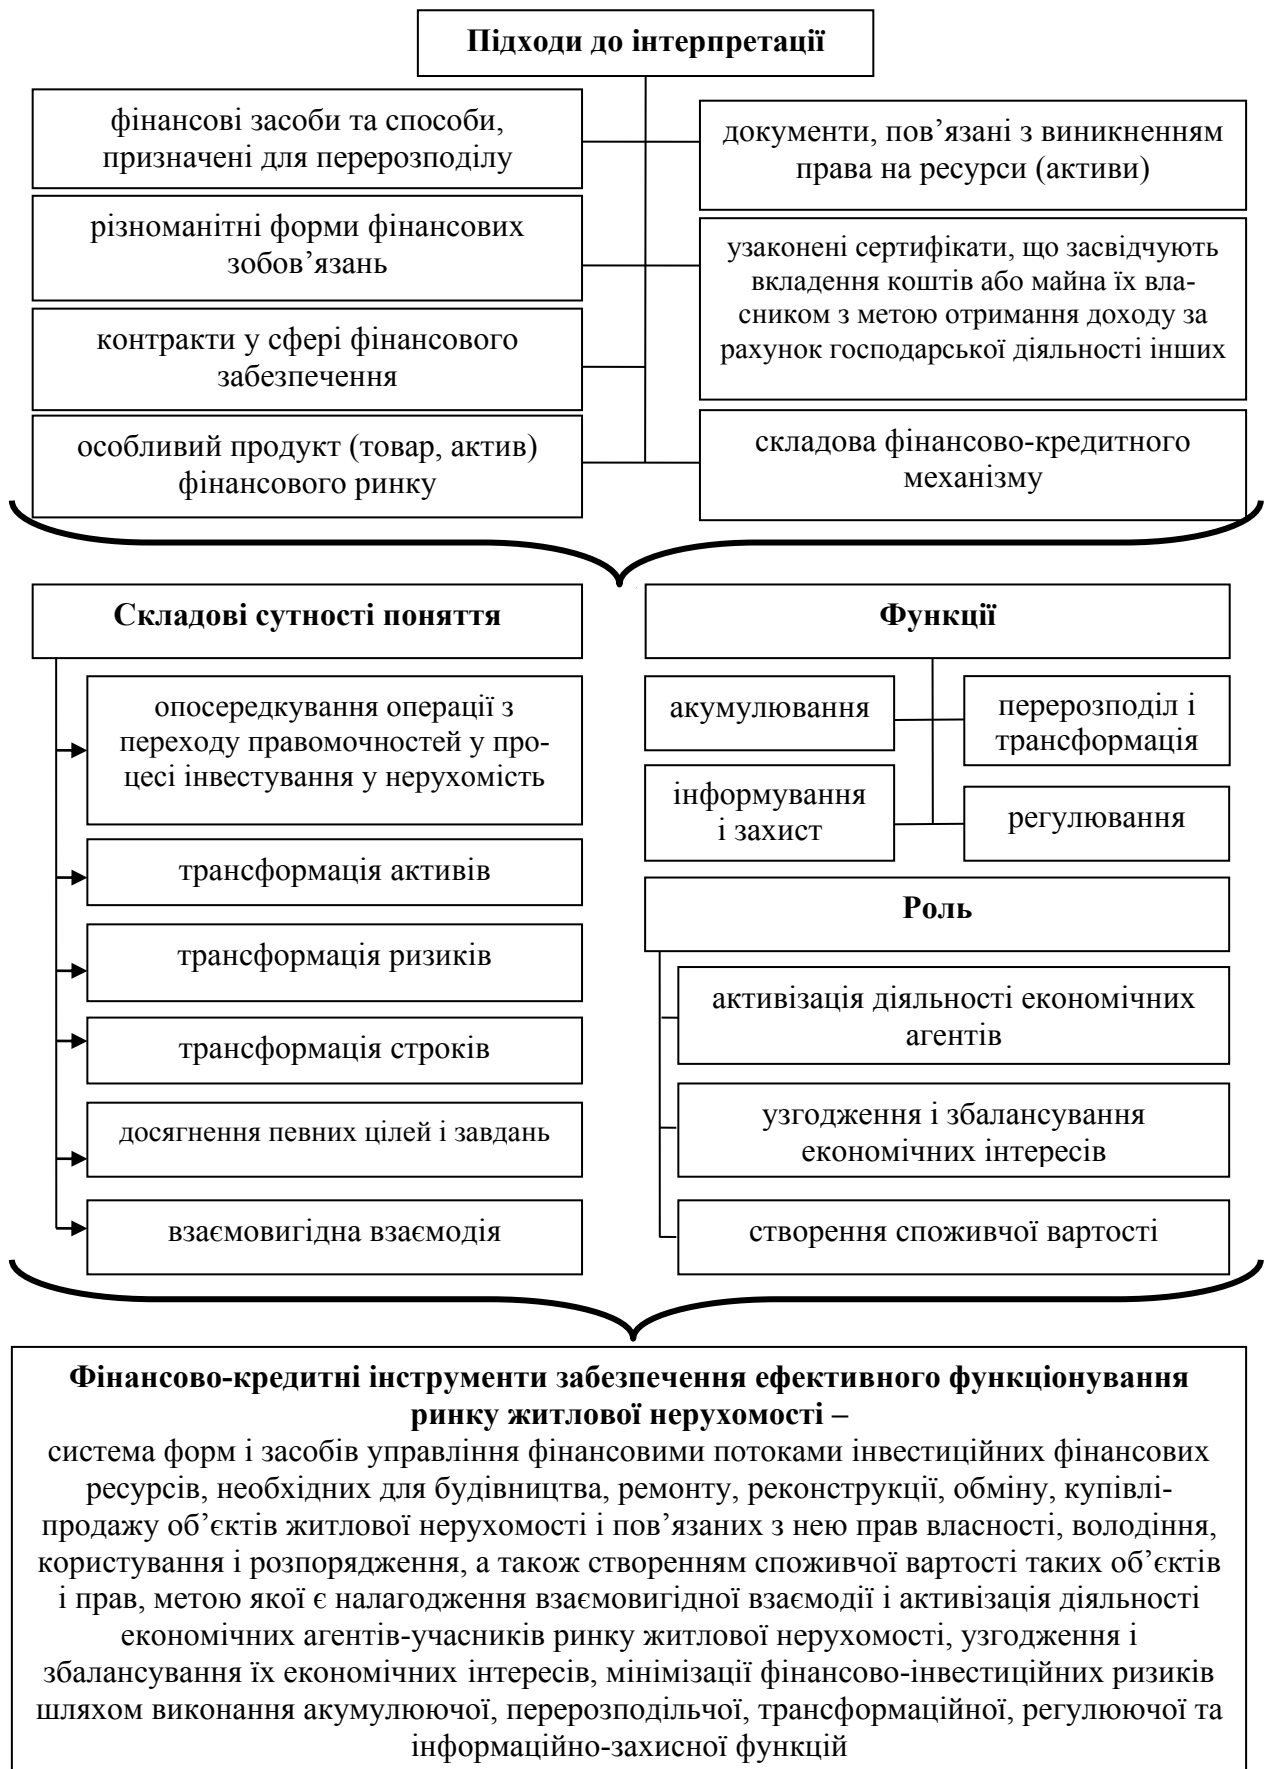 Підходи до інтерпретації
фінансові засоби та способи,
призначені для перерозподілу
різноманітні форми фінансових
зобов’язань
контракти у сфері фінансового
забезпечення
особливий продукт (товар, актив)
фінансового ринку
документи, пов’язані з виникненням
права на ресурси (активи)
узаконені сертифікати, що засвідчують
вкладення коштів або майна їх вла-
сником з метою отримання доходу за
рахунок господарської діяльності інших
складова фінансово-кредитного
механізму
Складові сутності поняття
опосередкування операції з
переходу правомочностей у про-
цесі інвестування у нерухомість
трансформація активів
трансформація ризиків
трансформація строків
досягнення певних цілей і завдань
взаємовигідна взаємодія
Функції
акумулювання
перерозподіл і
трансформація
інформування
і захист
регулювання
Роль
активізація діяльності економічних
агентів
узгодження і збалансування
економічних інтересів
створення споживчої вартості
Фінансово-кредитні інструменти забезпечення ефективного функціонування
ринку житлової нерухомості –
система форм і засобів управління фінансовими потоками інвестиційних фінансових
ресурсів, необхідних для будівництва, ремонту, реконструкції, обміну, купівлі-
продажу об’єктів житлової нерухомості і пов’язаних з нею прав власності, володіння,
користування і розпорядження, а також створенням споживчої вартості таких об’єктів
і прав, метою якої є налагодження взаємовигідної взаємодії і активізація діяльності
економічних агентів-учасників ринку житлової нерухомості, узгодження і
збалансування їх економічних інтересів, мінімізації фінансово-інвестиційних ризиків
шляхом виконання акумулюючої, перерозподільчої, трансформаційної, регулюючої та
інформаційно-захисної функцій